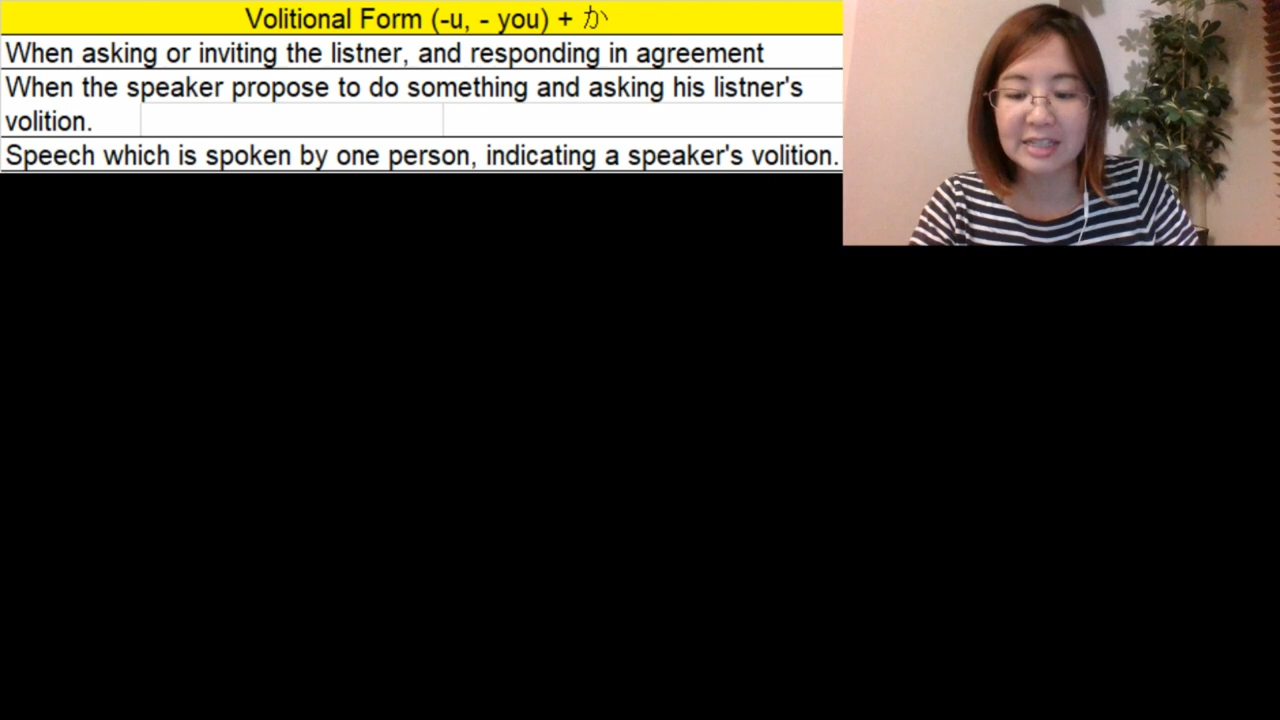 Volitional Form (-u, - you) + か
When asking or inviting the listner, and responding in agreement
When the speaker propose to do something and asking his listner's
volition.
Speech which is spoken by one person, indicating a speaker's volition.